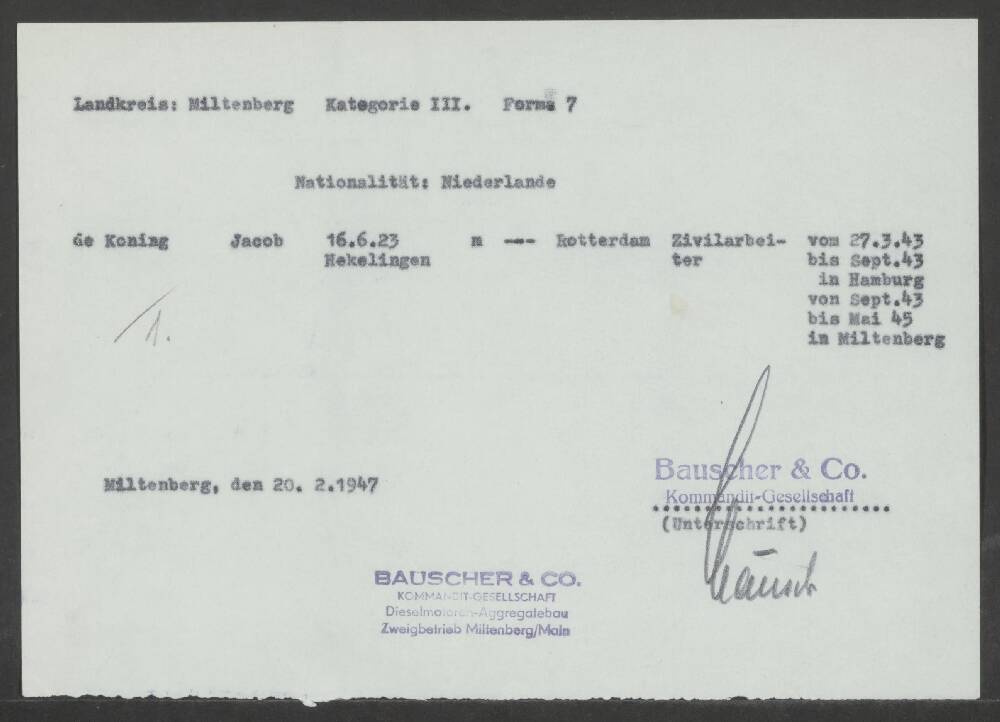 Landkreis: Miltenberg Kategorie III. Forma 7
Nationalität: Niederlande
de Koning Jacob 16.6.23 m --- Rotterdam Zivilarbei- vom 27.3.43
Hekelingen ter bis Sept.43
in Hamburg
von Sept.43
bis Mai 45
in Miltenberg
1.
Miltenberg, den 20. 2.1947
Bauscher & Co.
Kommandit-Gesellschaft
(Unterschrift)
BAUSCHER & CO.
KOMMANDIT-GESELLSCHAFT
Dieselmotoren-Aggregatebau
Zweigbetrieb Miltenberg/Main